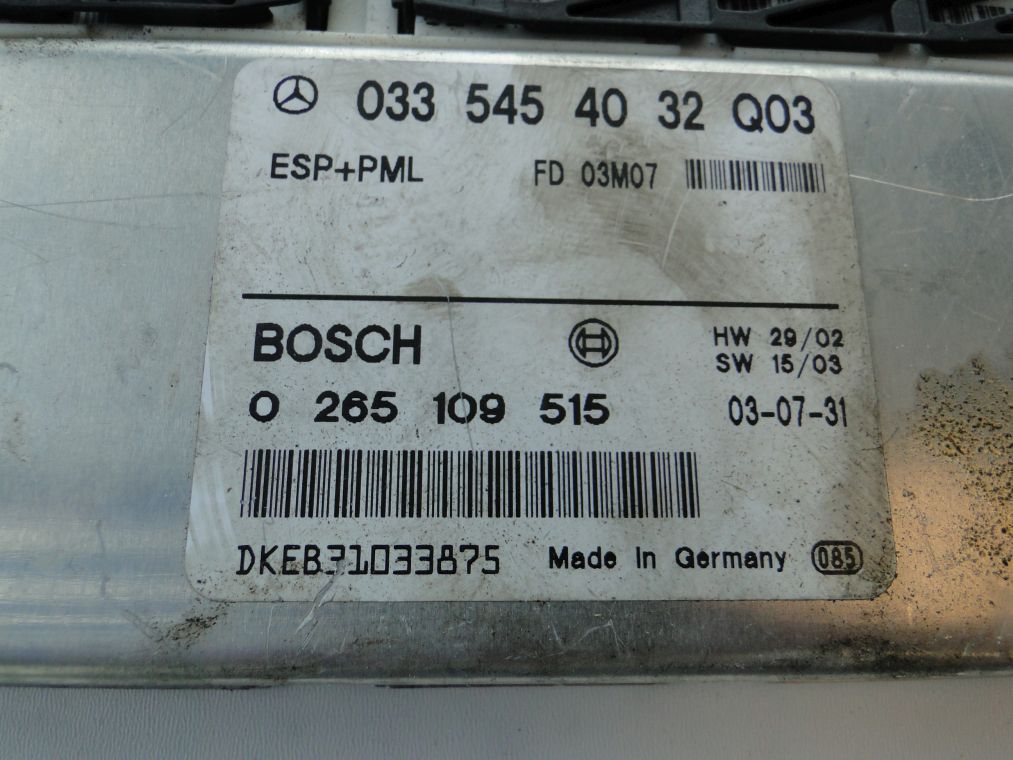 033 545 40 32 Q03
ESP+PML FD 03M07
BOSCH HW 29/02
SW 15/03
0 265 109 515 03-07-31
DKEB31033875 Made In Germany 085